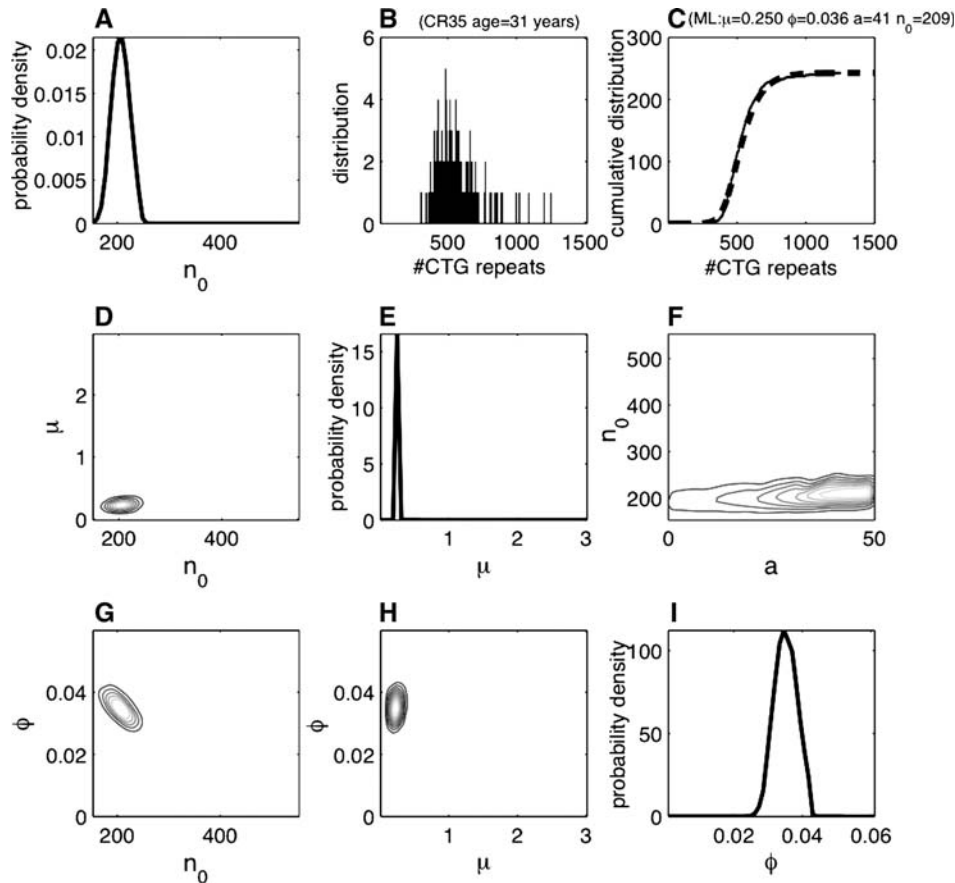 A
probability density
0.02
0.015
0.01
0.005
0
200
400
n0
B
(CR35 age=31 years)
distribution
6
4
2
0
500
1000
1500
#CTG repeats
C
(ML:μ=0.250 ϕ=0.036 a=41 n0=209)
cumulative distribution
300
200
100
0
500
1000
1500
#CTG repeats
D
μ
2
1
0
200
400
n0
E
probability density
15
10
5
0
1
2
3
μ
F
n0
500
400
300
200
0
50
a
G
ϕ
0.04
0.02
0
200
400
n0
H
ϕ
0.04
0.02
0
1
2
3
μ
I
probability density
100
50
0
0.02
0.04
0.06
ϕ